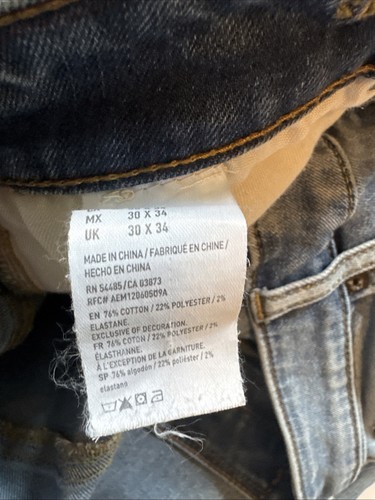 MX 30 X 34
UK 30 X 34
MADE IN CHINA / FABRIQUÉ EN CHINE /
HECHO EN CHINA
RN 54485 / CA 03873
RFC# AEM120605D9A
EN 76% COTTON / 22% POLYESTER / 2%
ELASTANE.
EXCLUSIVE OF DECORATION.
FR 76% COTON / 22% POLYESTER / 2%
ÉLASTHANNE.
À L'EXCEPTION DE LA GARNITURE.
SP 76% algodón / 22% poliéster / 2%
elastann